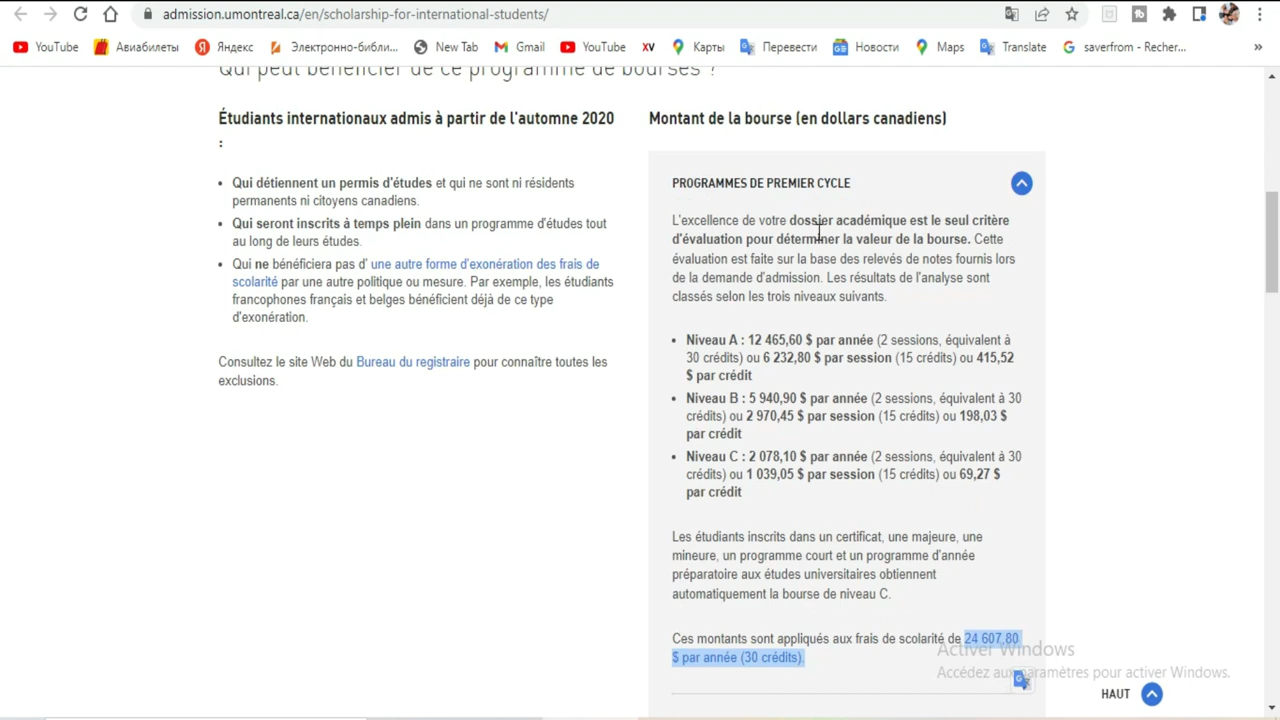 admission.umontreal.ca/en/scholarship-for-international-students/
YouTube Авиабилеты Яндекс Электронно-библи... New Tab Gmail YouTube XV Карты Перевести Новости Maps Translate saverfrom - Recher... »
Qui peut bénéficier de ce programme de bourses ?
Étudiants internationaux admis à partir de l'automne 2020
:
• Qui détiennent un permis d'études et qui ne sont ni résidents
permanents ni citoyens canadiens.
• Qui seront inscrits à temps plein dans un programme d'études tout
au long de leurs études.
• Qui ne bénéficiera pas d' une autre forme d'exonération des frais de
scolarité par une autre politique ou mesure. Par exemple, les étudiants
francophones français et belges bénéficient déjà de ce type
d'exonération.
Consultez le site Web du Bureau du registraire pour connaître toutes les
exclusions.
Montant de la bourse (en dollars canadiens)
PROGRAMMES DE PREMIER CYCLE
L'excellence de votre dossier académique est le seul critère
d'évaluation pour déterminer la valeur de la bourse. Cette
évaluation est faite sur la base des relevés de notes fournis lors
de la demande d'admission. Les résultats de l'analyse sont
classés selon les trois niveaux suivants.
• Niveau A : 12 465,60 $ par année (2 sessions, équivalent à
30 crédits) ou 6 232,80 $ par session (15 crédits) ou 415,52
$ par crédit
• Niveau B : 5 940,90 $ par année (2 sessions, équivalent à 30
crédits) ou 2 970,45 $ par session (15 crédits) ou 198,03 $
par crédit
• Niveau C : 2 078,10 $ par année (2 sessions, équivalent à 30
crédits) ou 1 039,05 $ par session (15 crédits) ou 69,27 $
par crédit
Les étudiants inscrits dans un certificat, une majeure, une
mineure, un programme court et un programme d'année
préparatoire aux études universitaires obtiennent
automatiquement la bourse de niveau C.
Ces montants sont appliqués aux frais de scolarité de 24 607,80
$ par année (30 crédits).
Activer Windows
Accédez aux paramètres pour activer Windows.
HAUT